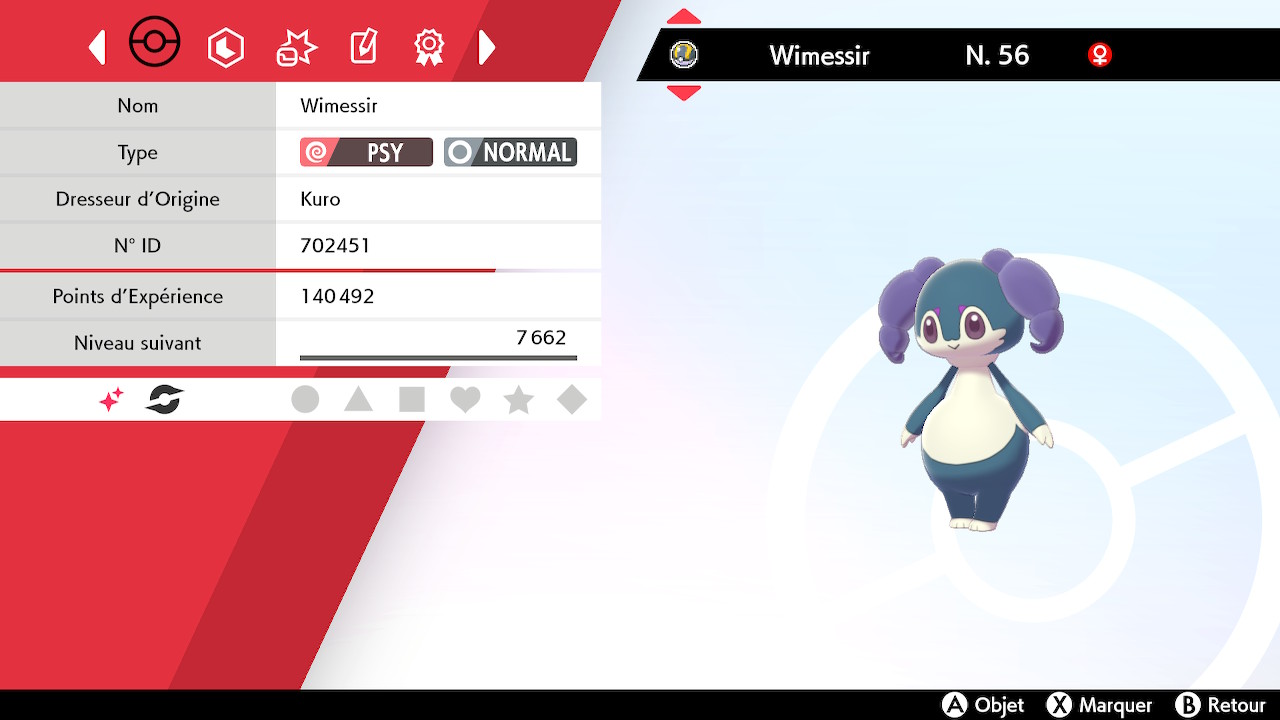 Wimessir N. 56
Nom Wimessir
Type PSY NORMAL
Dresseur d'Origine Kuro
N° ID 702451
Points d'Expérience 140 492
Niveau suivant 7 662
A Objet X Marquer B Retour